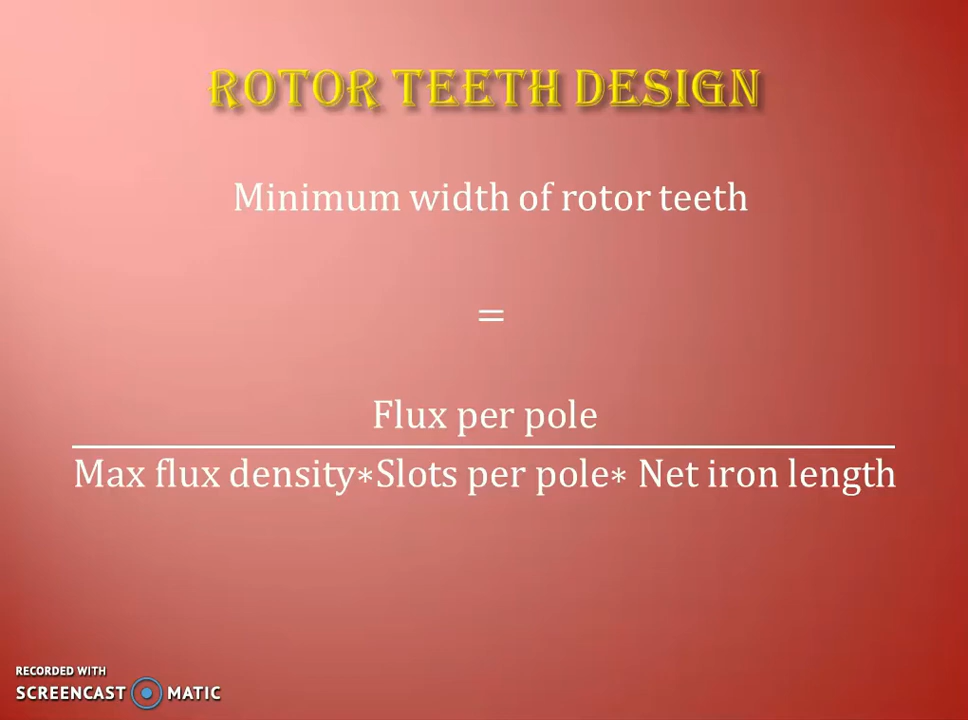 ROTOR TEETH DESIGN
Minimum width of rotor teeth
=
Flux per pole
Max flux density*Slots per pole* Net iron length
RECORDED WITH
SCREENCAST MATIC